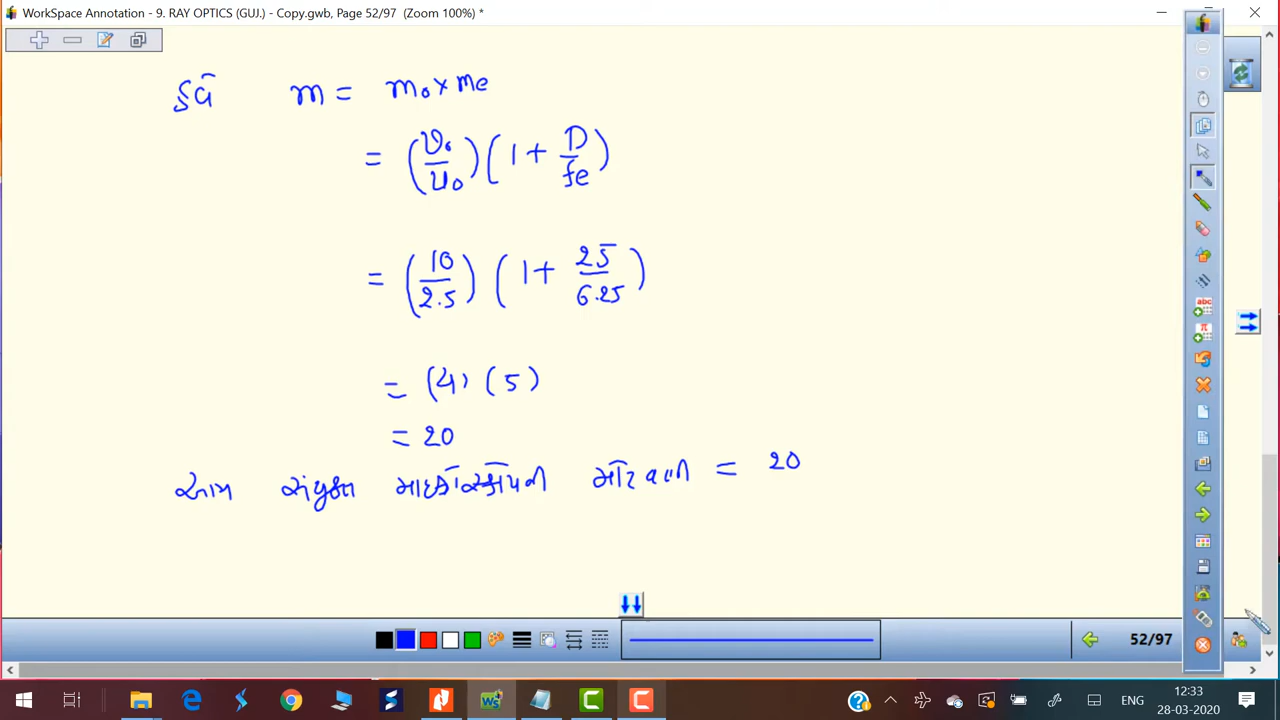 WorkSpace Annotation - 9. RAY OPTICS (GUJ.) - Copy.gwb, Page 52/97 (Zoom 100%) *
હવે m = m₀ × me
= (v₀/u₀) (1 + D/fe)
= (10/2.5) (1 + 25/6.25)
= (4) (5)
= 20
આમ સંયુક્ત માઈક્રોસ્કોપની મોટવણી = 20
abc
π
52/97
ENG
12:33
28-03-2020